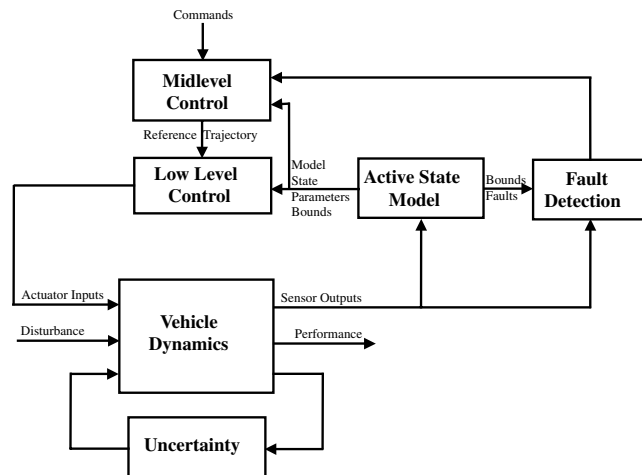 Commands
Midlevel
Control
Reference Trajectory
Low Level
Control
Model
State
Parameters
Bounds
Active State
Model
Bounds
Faults
Fault
Detection
Actuator Inputs
Disturbance
Vehicle
Dynamics
Sensor Outputs
Performance
Uncertainty